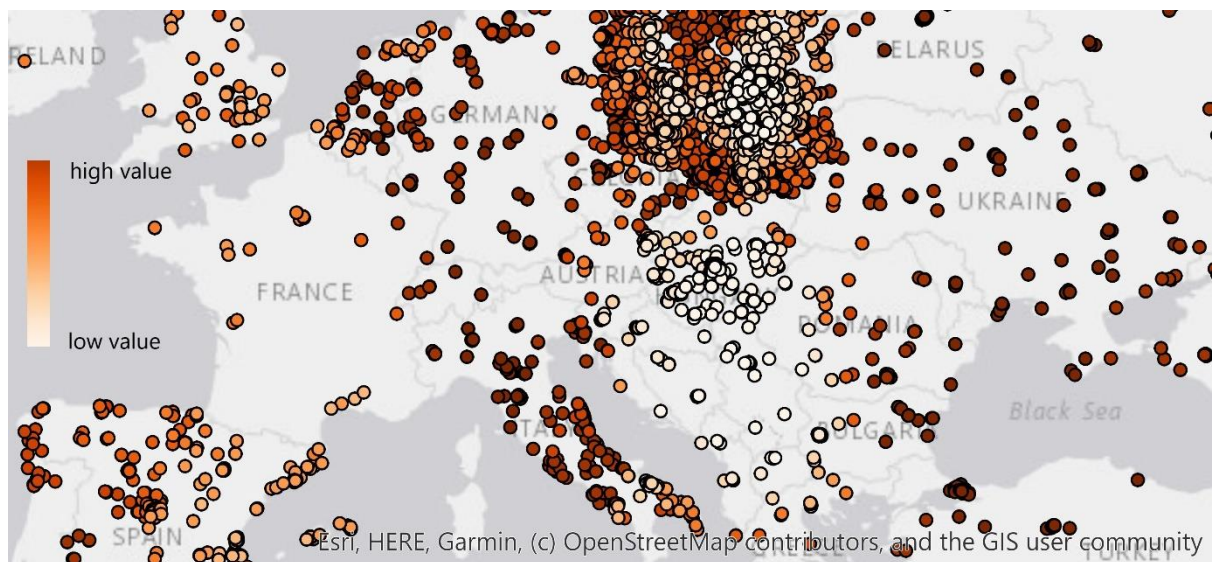 RELAND
BELARUS
GERMANY
high value
UKRAINE
AUSTRIA
FRANCE
low value
ROMANIA
Black Sea
SPAIN
Esri, HERE, Garmin, (c) OpenStreetMap contributors, and the GIS user community
TURKEY